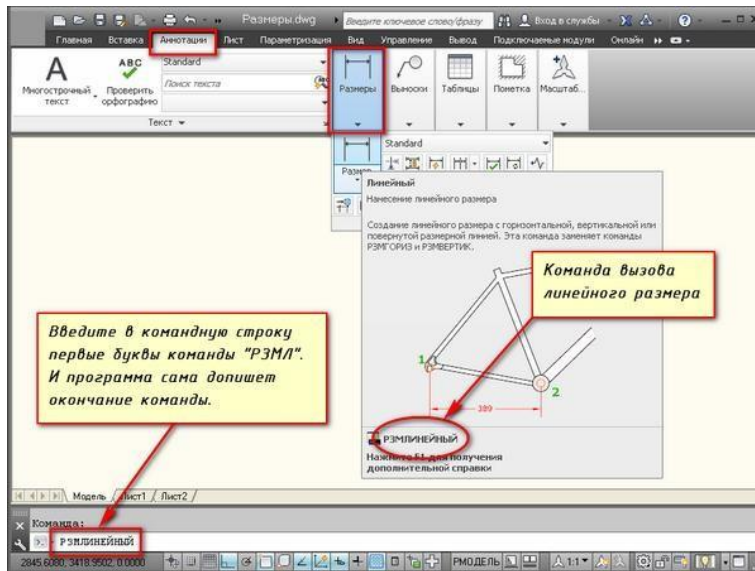 Размеры.dwg
Введите ключевое слово/фразу
Вход в службы
Главная Вставка Аннотации Лист Параметризация Вид Управление Вывод Подключаемые модули Онлайн
A
Многострочный текст
ABC
Проверить орфографию
Standard
Поиск текста
Размеры
Выноски
Таблицы
Пометка
Масштаб...
Текст
Standard
Линейный
Нанесение линейного размера
Создание линейного размера с горизонтальной, вертикальной или
повернутой размерной линией. Эта команда заменяет команды
РЗМГОРИЗ и РЗМВЕРТИК.
Команда вызова
линейного размера
1
2
389
РЗМЛИНЕЙНЫЙ
Нажмите F1 для получения
дополнительной справки
Введите в командную строку
первые буквы команды "РЗМЛ".
И программа сама допишет
окончание команды.
Модель Лист1 Лист2
Команда:
РЗМЛИНЕЙНЫЙ
2845.6080, 3418.9502, 0.0000
РМОДЕЛЬ
1:1